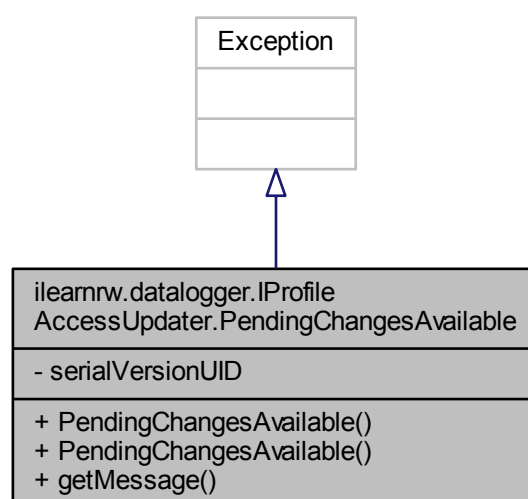 Exception
ilearnrw.datalogger.IProfile
AccessUpdater.PendingChangesAvailable
- serialVersionUID
+ PendingChangesAvailable()
+ PendingChangesAvailable()
+ getMessage()